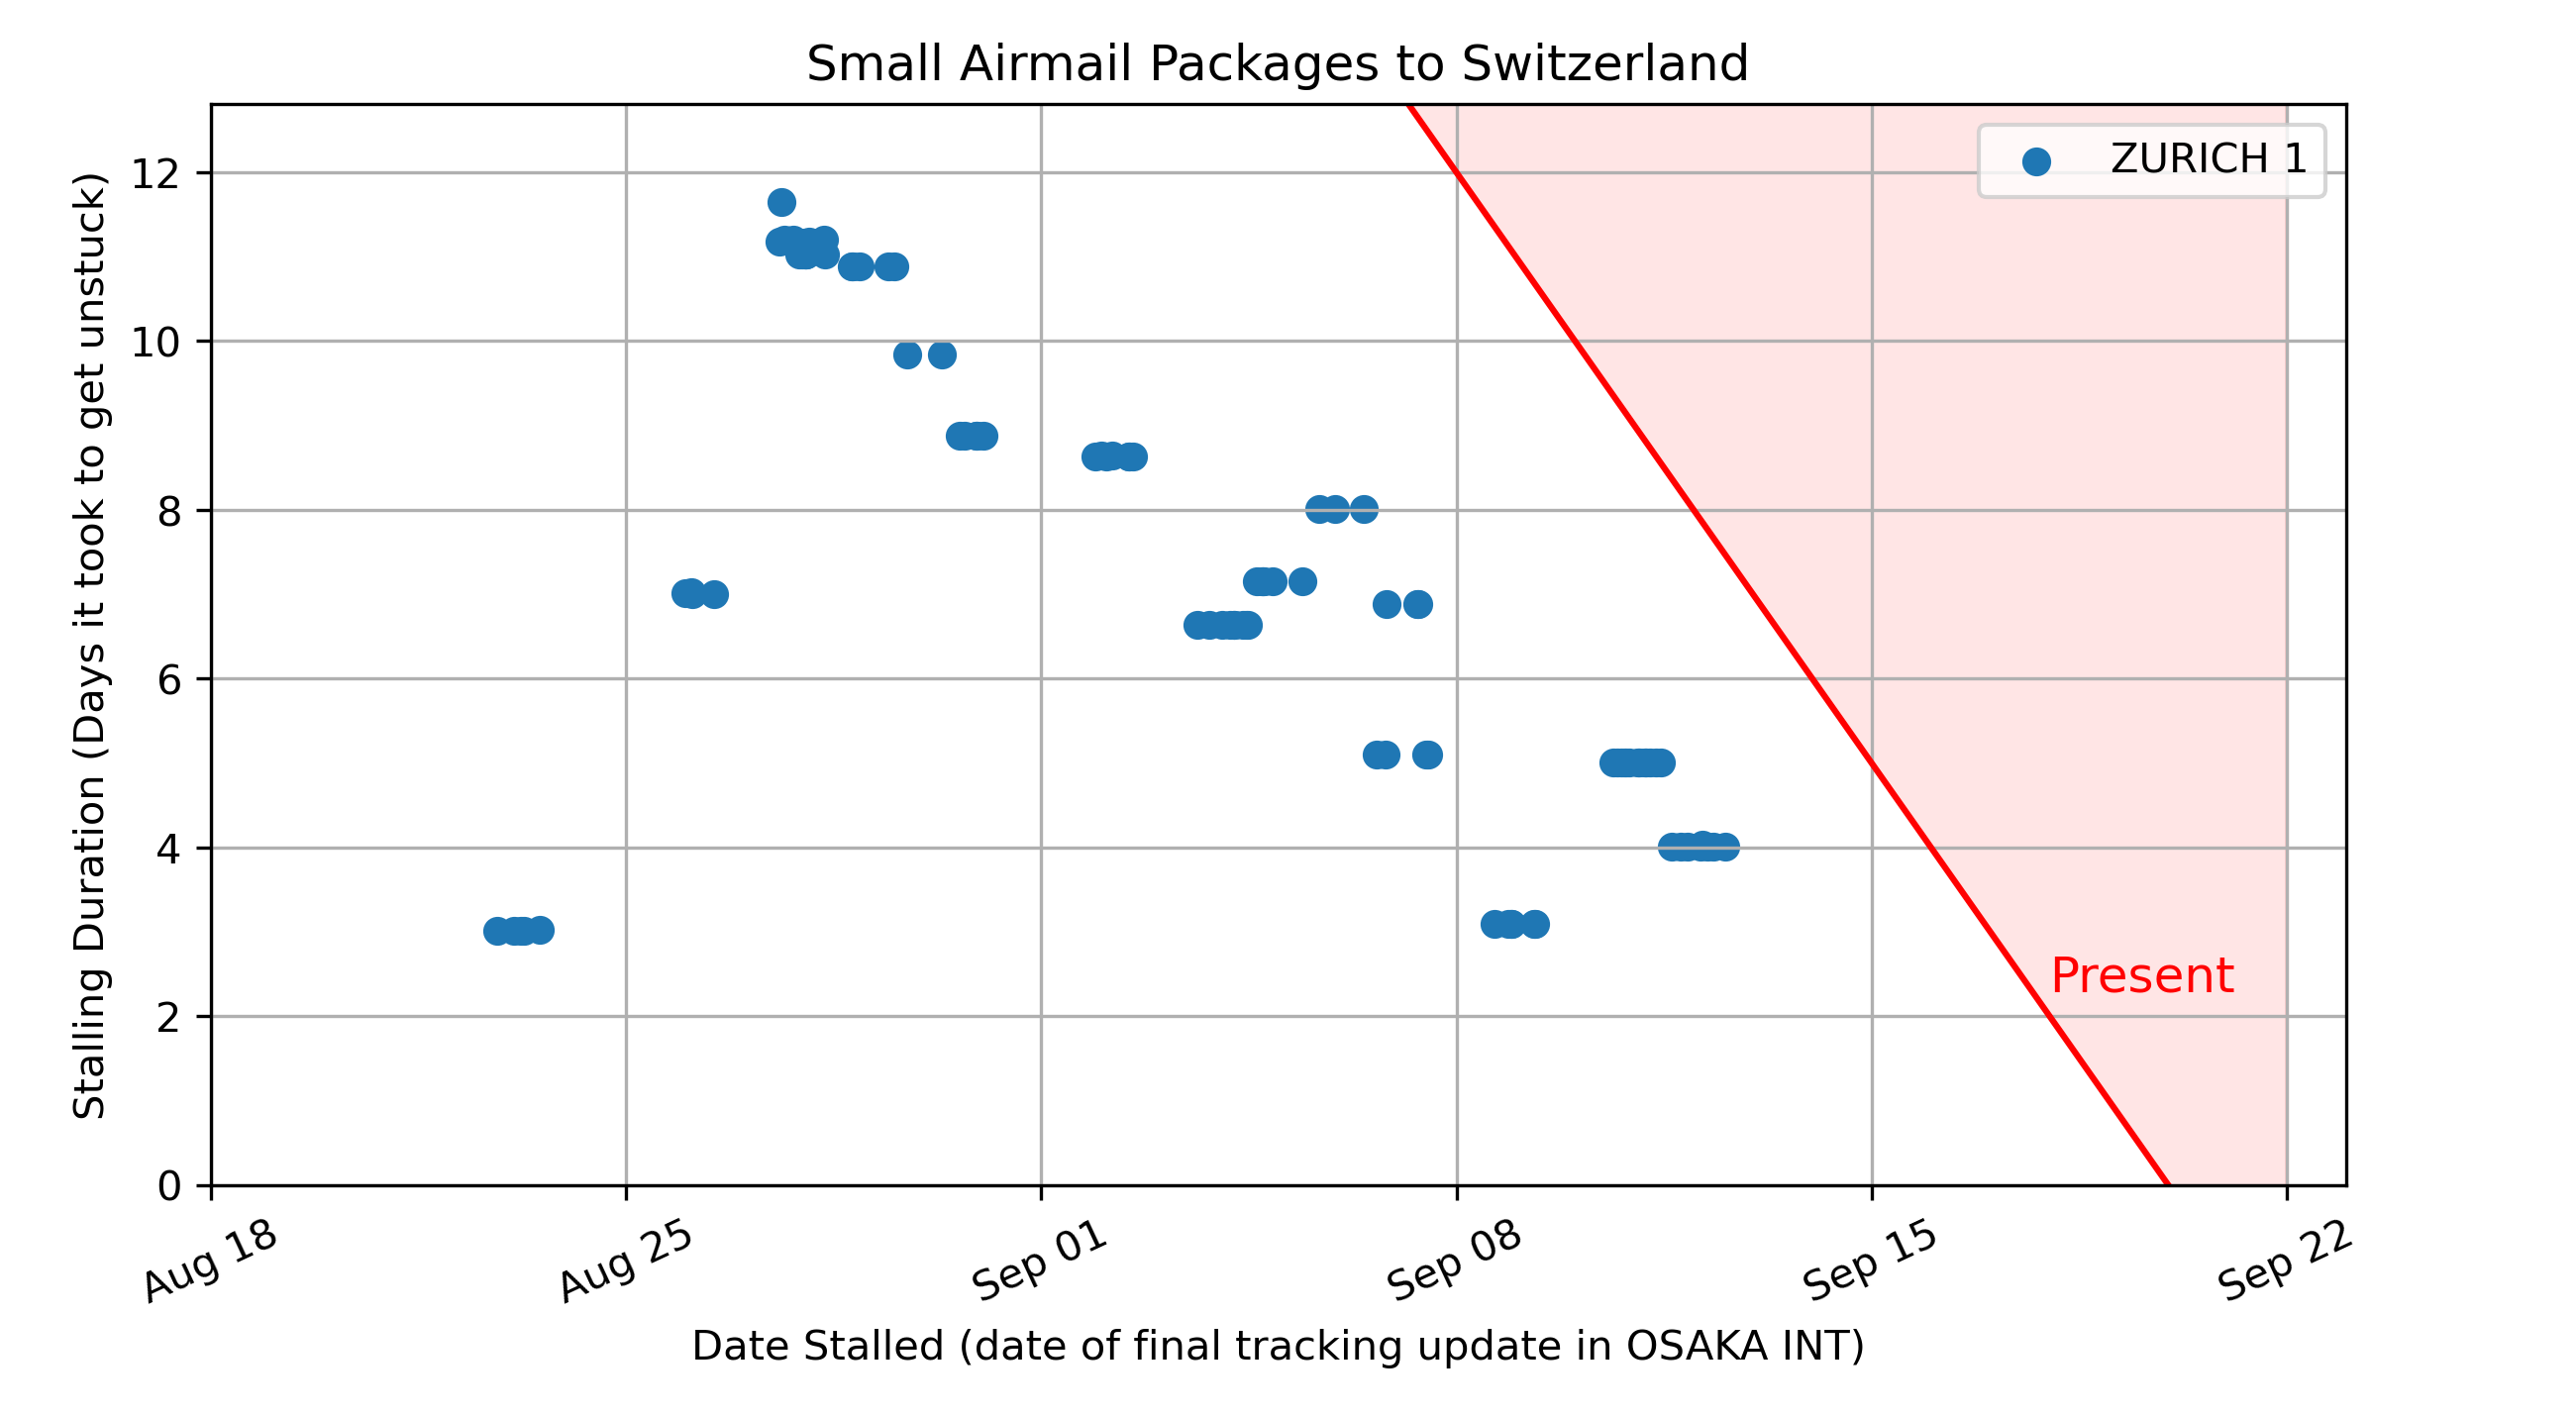 Small Airmail Packages to Switzerland
ZURICH 1
12
10
8
6
4
2
0
Stalling Duration (Days it took to get unstuck)
Present
Aug 18
Aug 25
Sep 01
Sep 08
Sep 15
Sep 22
Date Stalled (date of final tracking update in OSAKA INT)